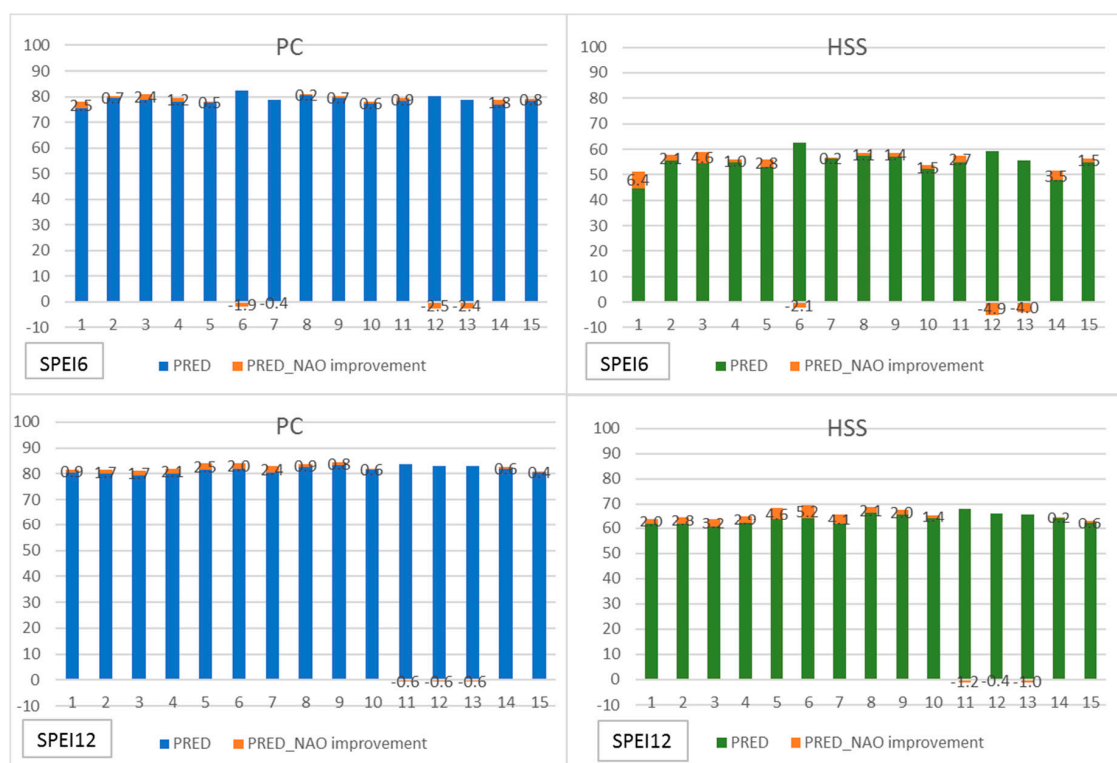 PC
100
90
80
70
60
50
40
30
20
10
0
-10
2.5 0.7 2.4 1.2 0.5 0.2 0.7 0.6 0.9 1.8 0.8
-1.9 -0.4 -2.5 -2.4
1 2 3 4 5 6 7 8 9 10 11 12 13 14 15
SPEI6
PRED PRED_NAO improvement
HSS
100
90
80
70
60
50
40
30
20
10
0
-10
6.4 2.1 4.6 1.0 2.8 0.2 1.1 1.4 1.5 2.7 3.5 1.5
-2.1 -4.9 -4.0
1 2 3 4 5 6 7 8 9 10 11 12 13 14 15
SPEI6
PRED PRED_NAO improvement
PC
100
90
80
70
60
50
40
30
20
10
0
-10
0.9 1.7 1.7 2.1 2.5 2.0 2.4 0.9 0.8 0.6 0.6 0.4
-0.6 -0.6 -0.6
1 2 3 4 5 6 7 8 9 10 11 12 13 14 15
SPEI12
PRED PRED_NAO improvement
HSS
100
90
80
70
60
50
40
30
20
10
0
-10
2.0 2.8 3.2 2.9 4.6 5.2 4.1 2.1 2.0 1.4 0.2 0.6
-1.2 -0.4 -1.0
1 2 3 4 5 6 7 8 9 10 11 12 13 14 15
SPEI12
PRED PRED_NAO improvement